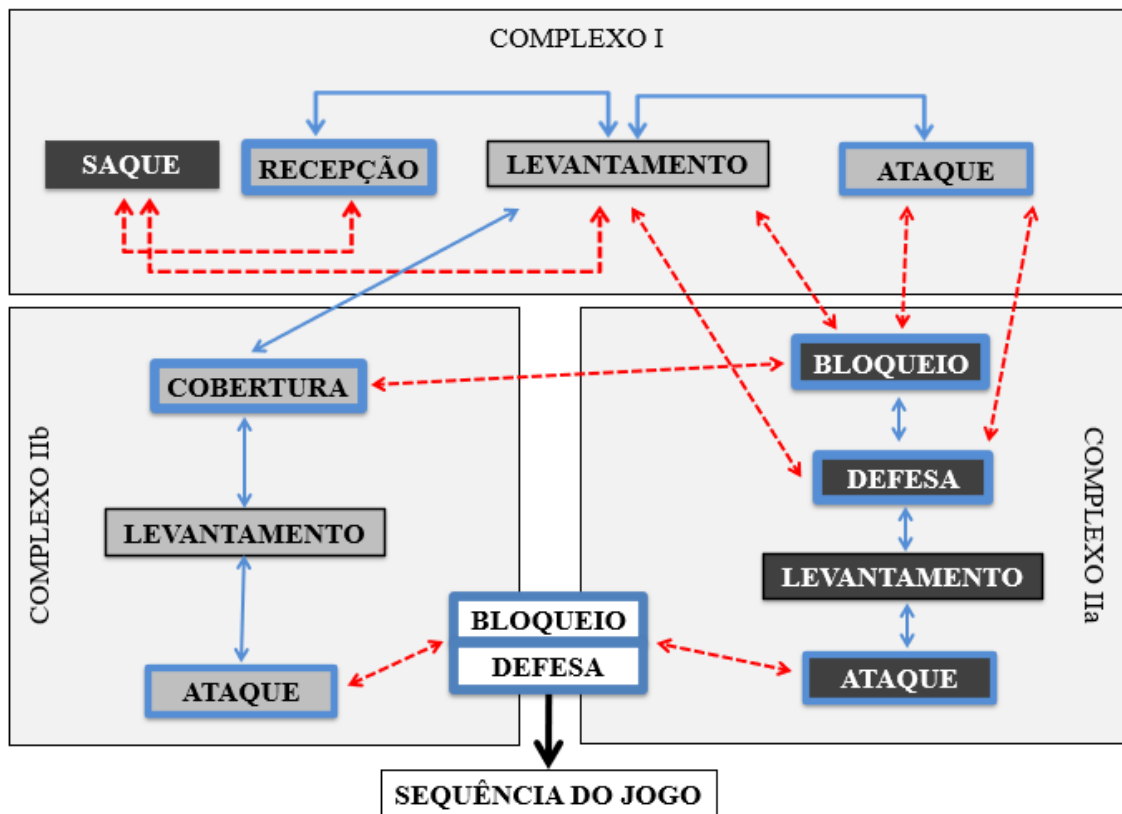 COMPLEXO I
SAQUE
RECEPÇÃO
LEVANTAMENTO
ATAQUE
COMPLEXO IIb
COBERTURA
LEVANTAMENTO
ATAQUE
BLOQUEIO
DEFESA
COMPLEXO IIa
BLOQUEIO
DEFESA
LEVANTAMENTO
ATAQUE
SEQUÊNCIA DO JOGO